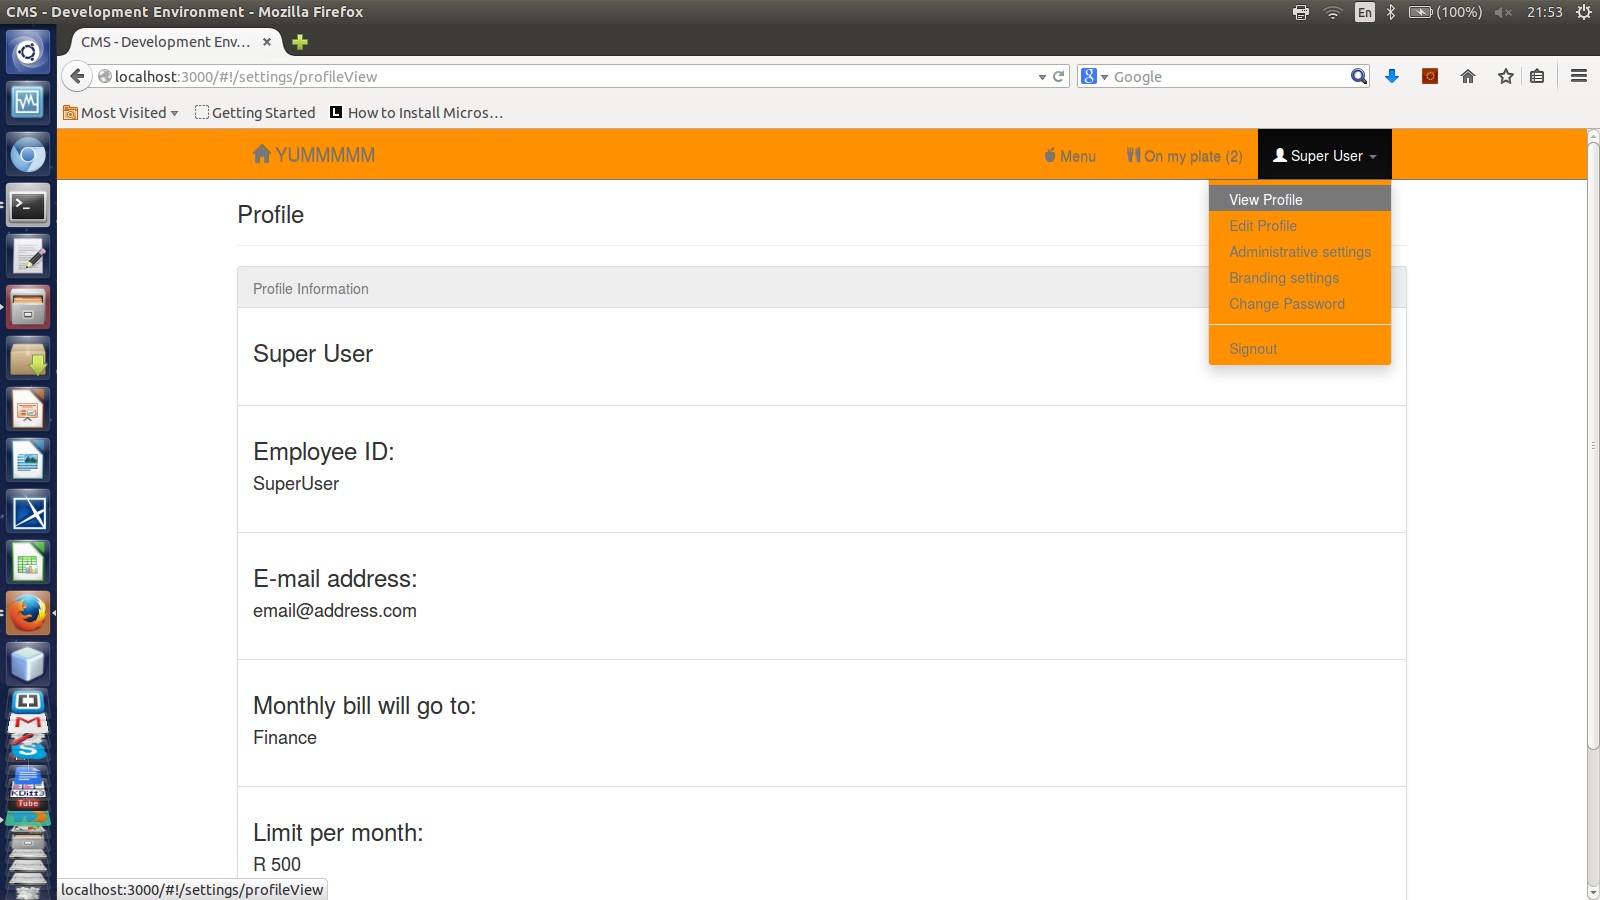 CMS - Development Environment - Mozilla Firefox
En
(100%)
21:53
CMS - Development Env...
localhost:3000/#!/settings/profileView
Google
Most Visited
Getting Started
How to Install Micros...
YUMMMMM
Menu
On my plate (2)
Super User
View Profile
Edit Profile
Administrative settings
Branding settings
Change Password
Signout
Profile
Profile Information
Super User
Employee ID:
SuperUser
E-mail address:
email@address.com
Monthly bill will go to:
Finance
Limit per month:
R 500
KDiff3
Tube
localhost:3000/#!/settings/profileView